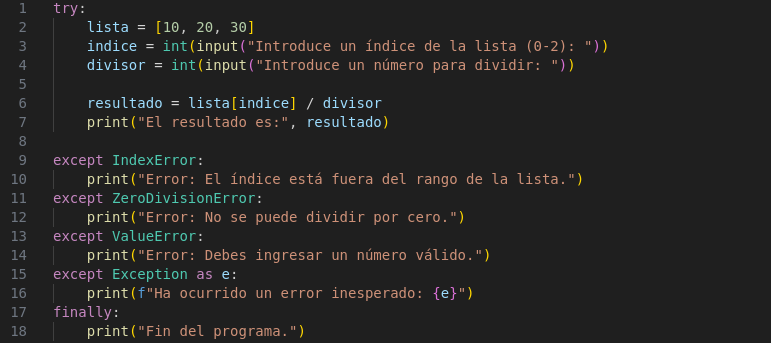 1 try:
2     lista = [10, 20, 30]
3     indice = int(input("Introduce un índice de la lista (0-2): "))
4     divisor = int(input("Introduce un número para dividir: "))
5
6     resultado = lista[indice] / divisor
7     print("El resultado es:", resultado)
8
9 except IndexError:
10     print("Error: El índice está fuera del rango de la lista.")
11 except ZeroDivisionError:
12     print("Error: No se puede dividir por cero.")
13 except ValueError:
14     print("Error: Debes ingresar un número válido.")
15 except Exception as e:
16     print(f"Ha ocurrido un error inesperado: {e}")
17 finally:
18     print("Fin del programa.")